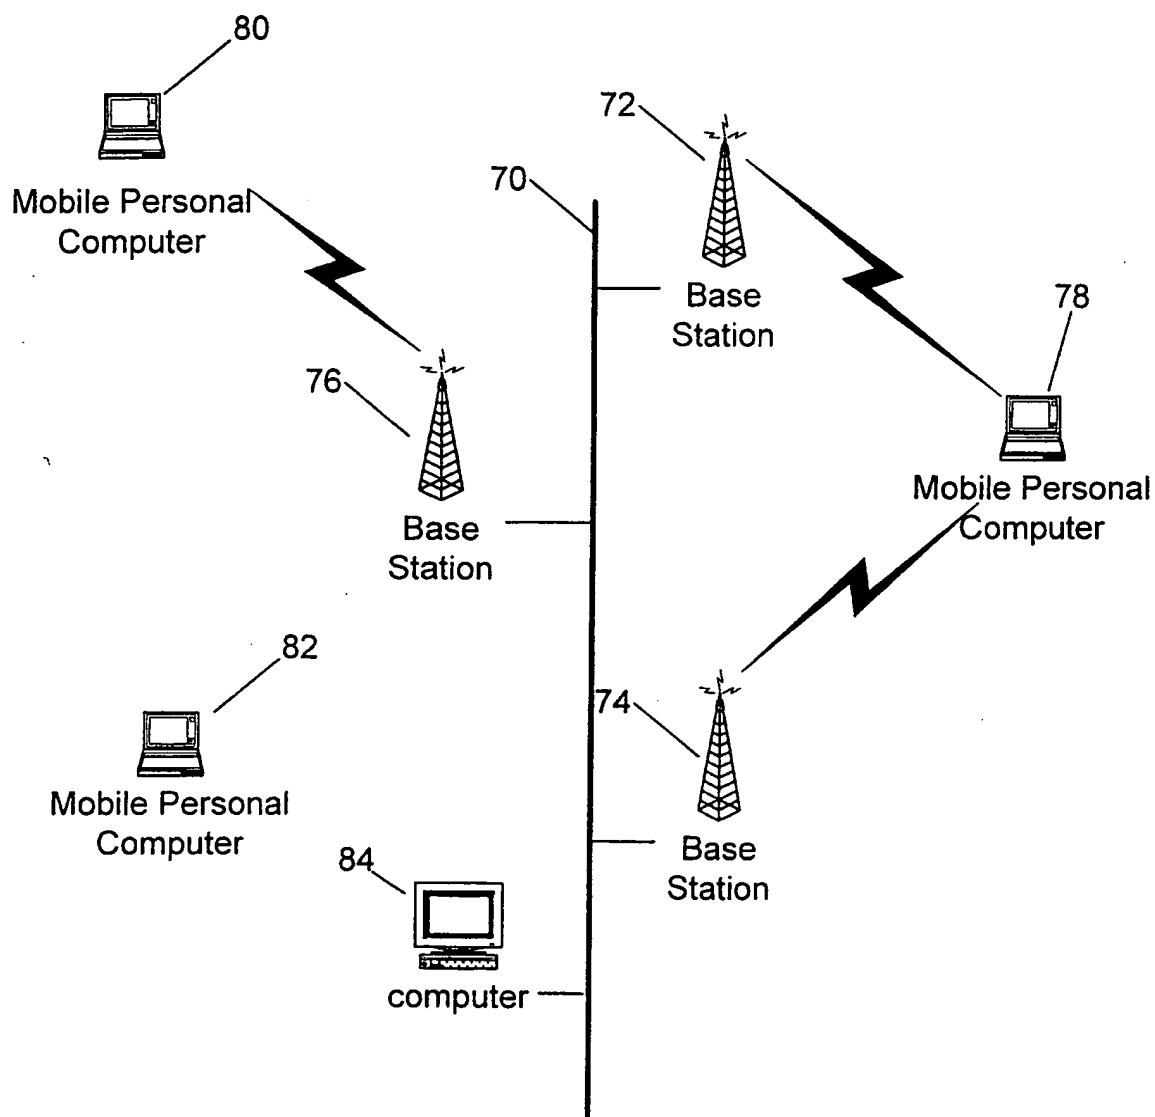 80
Mobile Personal
Computer
72
70
Base
Station
78
Mobile Personal
Computer
76
Base
Station
82
Mobile Personal
Computer
74
Base
Station
84
computer